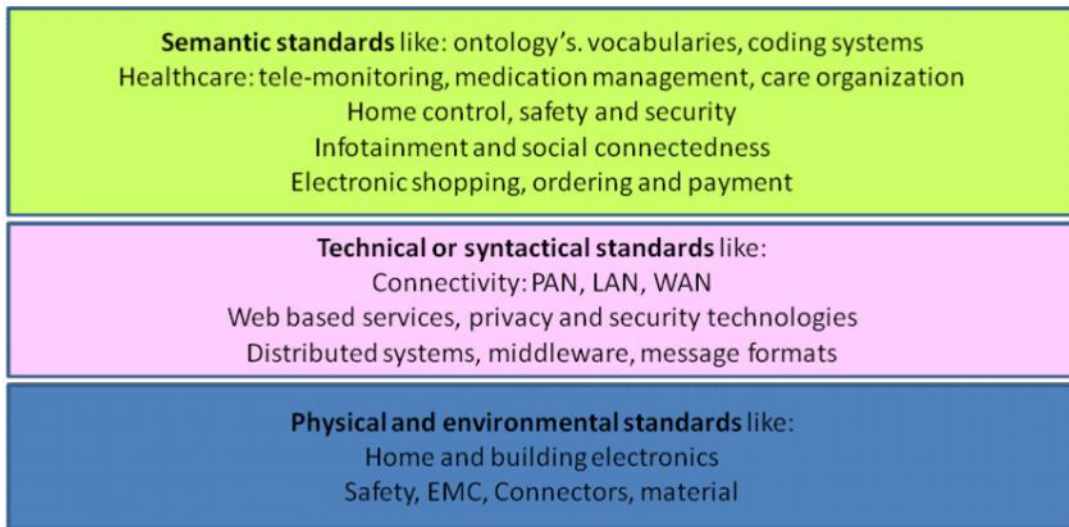 Semantic standards like: ontology's. vocabularies, coding systems
Healthcare: tele-monitoring, medication management, care organization
Home control, safety and security
Infotainment and social connectedness
Electronic shopping, ordering and payment
Technical or syntactical standards like:
Connectivity: PAN, LAN, WAN
Web based services, privacy and security technologies
Distributed systems, middleware, message formats
Physical and environmental standards like:
Home and building electronics
Safety, EMC, Connectors, material